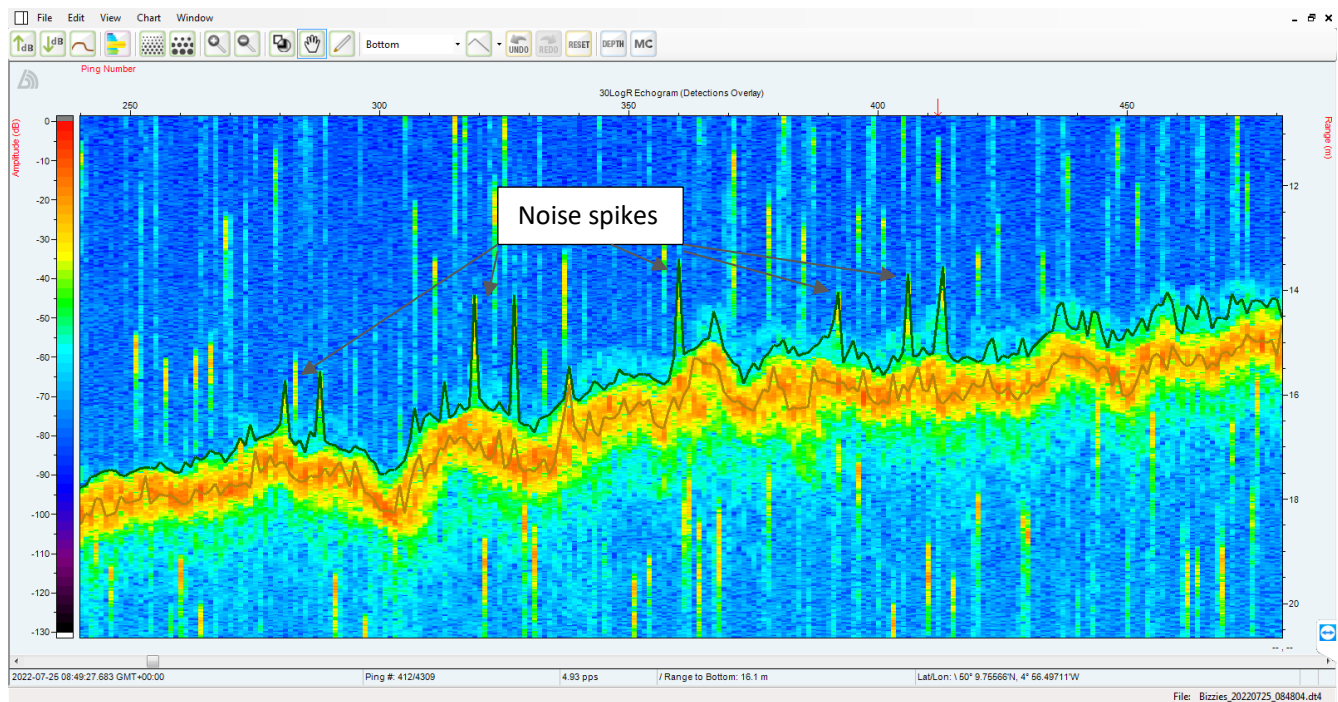 File Edit View Chart Window
dB dB Bottom UNDO REDO RESET DEPTH MC
Ping Number
30LogR Echogram (Detections Overlay)
250 300 350 400 450
Amplitude (dB)
Range (m)
0
-10
-20
-30
-40
-50
-60
-70
-80
-90
-100
-110
-120
-130
Noise spikes
12
14
16
18
20
-- , --
2022-07-25 08:49:27.683 GMT+00:00 Ping #: 412/4309 4.93 pps / Range to Bottom: 16.1 m Lat/Lon: \ 50° 9.75566'N, 4° 56.49711'W
File: Bizzies_20220725_084804.dt4